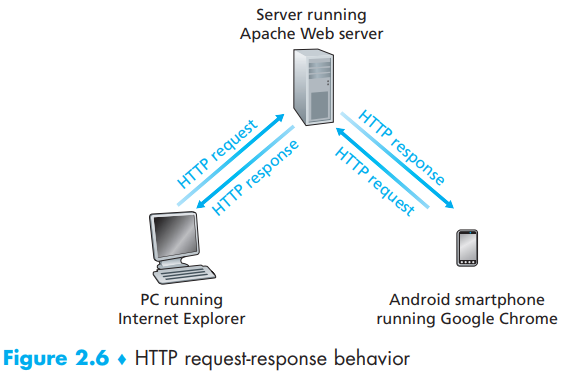 Server running
Apache Web server
HTTP request
HTTP response
HTTP response
HTTP request
PC running
Internet Explorer
Android smartphone
running Google Chrome
Figure 2.6 ♦ HTTP request-response behavior